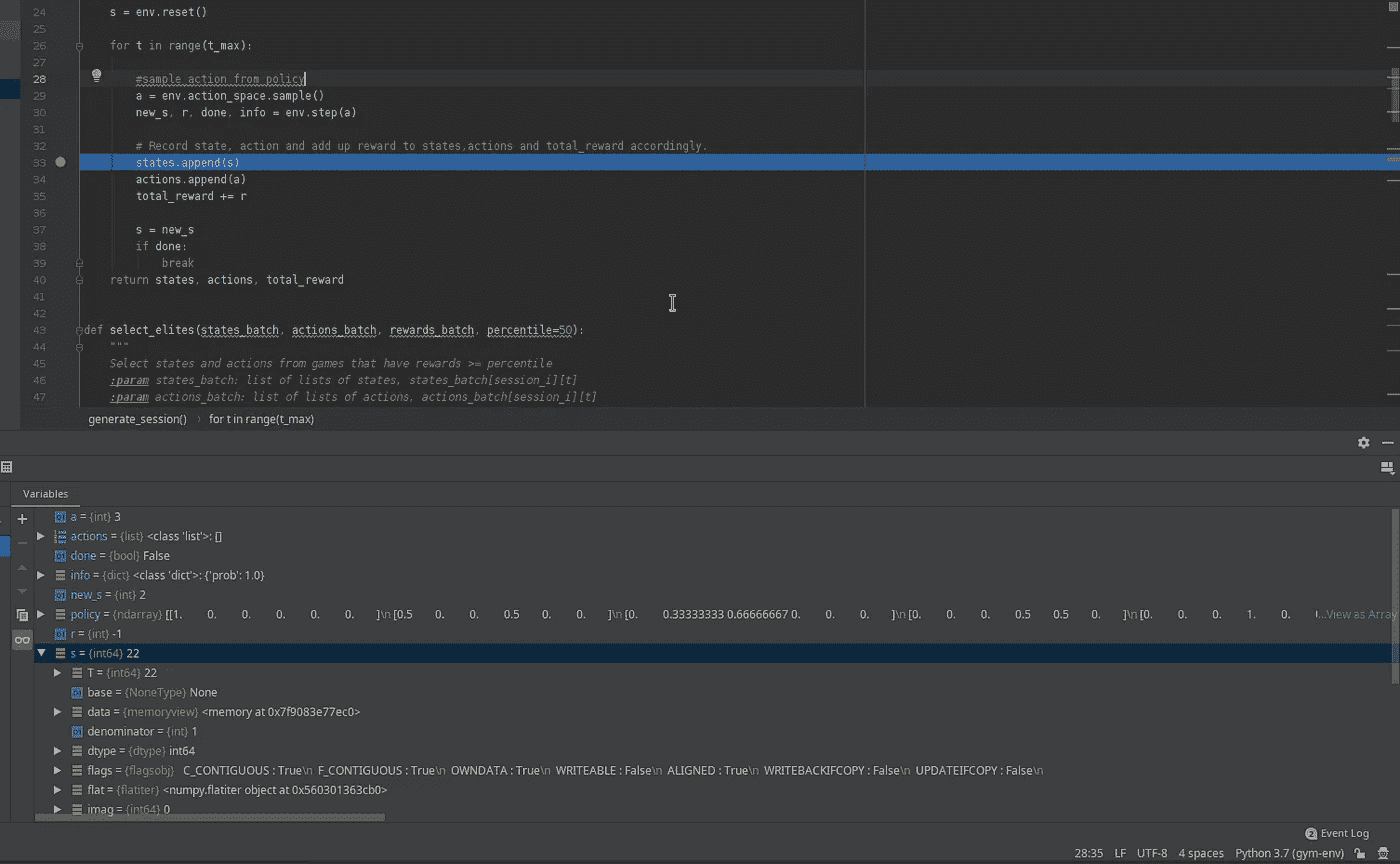 24 s = env.reset()
25
26 for t in range(t_max):
27
28 #sample action from policy
29 a = env.action_space.sample()
30 new_s, r, done, info = env.step(a)
31
32 # Record state, action and add up reward to states,actions and total_reward accordingly.
33 states.append(s)
34 actions.append(a)
35 total_reward += r
36
37 s = new_s
38 if done:
39 break
40 return states, actions, total_reward
41
42
43 def select_elites(states_batch, actions_batch, rewards_batch, percentile=50):
44 """
45 Select states and actions from games that have rewards >= percentile
46 :param states_batch: list of lists of states, states_batch[session_i][t]
47 :param actions_batch: list of lists of actions, actions_batch[session_i][t]
generate_session() › for t in range(t_max)
Variables
a = {int} 3
actions = {list} <class 'list'>: []
done = {bool} False
info = {dict} <class 'dict'>: {'prob': 1.0}
new_s = {int} 2
policy = {ndarray} [[1. 0. 0. 0. 0. 0. ]\n [0.5 0. 0. 0.5 0. 0. ]\n [0. 0.33333333 0.66666667 0. 0. 0. ]\n [0. 0. 0. 0.5 0.5 0. ]\n [0. 0. 0. 1. 0. ...View as Array
r = {int} -1
s = {int64} 22
T = {int64} 22
base = {NoneType} None
data = {memoryview} <memory at 0x7f9083e77ec0>
denominator = {int} 1
dtype = {dtype} int64
flags = {flagsobj} C_CONTIGUOUS : True\n F_CONTIGUOUS : True\n OWNDATA : True\n WRITEABLE : False\n ALIGNED : True\n WRITEBACKIFCOPY : False\n UPDATEIFCOPY : False\n
flat = {flatiter} <numpy.flatiter object at 0x560301363cb0>
imag = {int64} 0
2 Event Log
28:35 LF UTF-8 4 spaces Python 3.7 (gym-env)